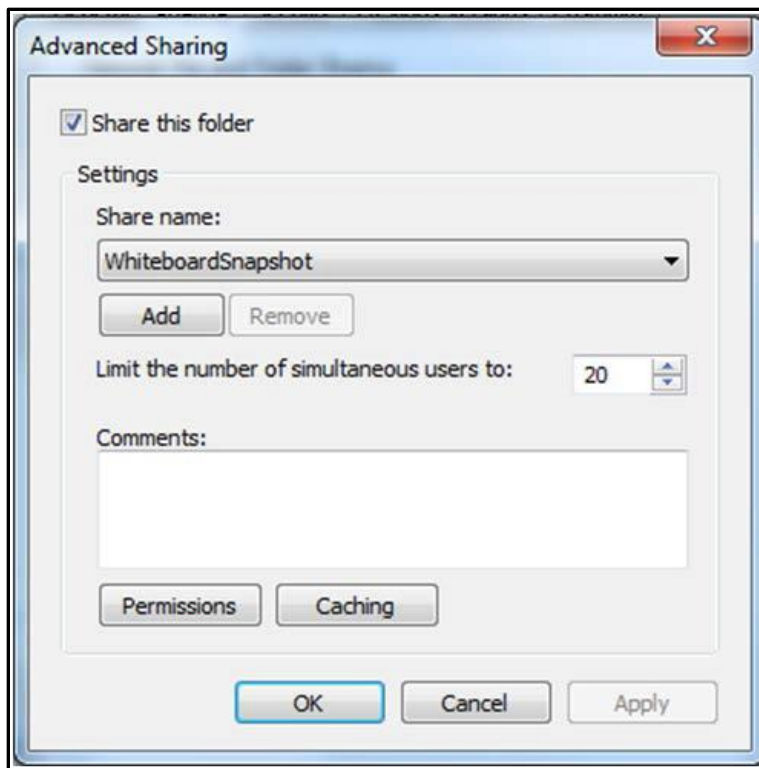 Advanced Sharing
Share this folder
Settings
Share name:
WhiteboardSnapshot
Add Remove
Limit the number of simultaneous users to: 20
Comments:
Permissions Caching
OK Cancel Apply